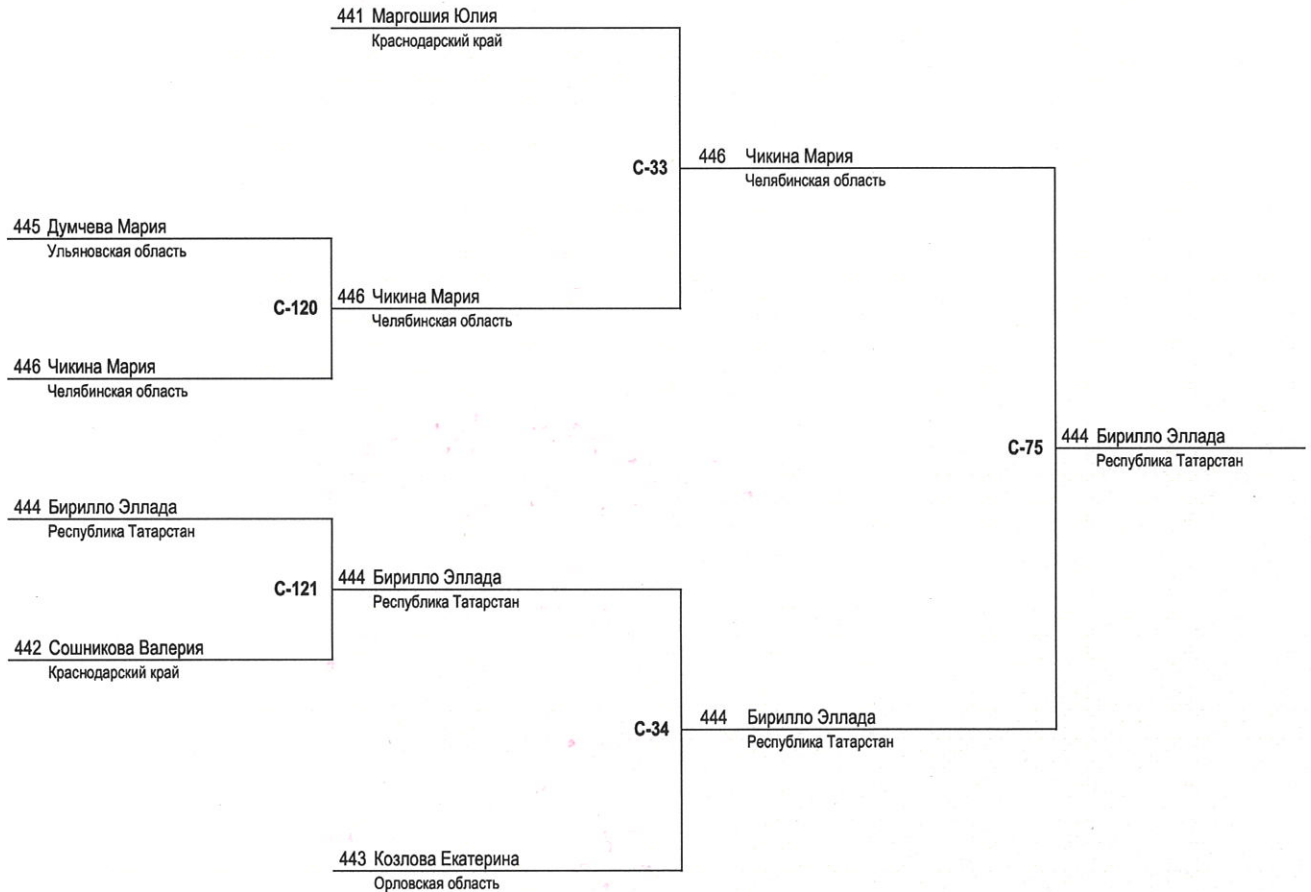 441 Маргошия Юлия
Краснодарский край
С-33
446 Чикина Мария
Челябинская область
445 Думчева Мария
Ульяновская область
С-120
446 Чикина Мария
Челябинская область
446 Чикина Мария
Челябинская область
С-75
444 Бирилло Эллада
Республика Татарстан
444 Бирилло Эллада
Республика Татарстан
С-121
444 Бирилло Эллада
Республика Татарстан
442 Сошникова Валерия
Краснодарский край
С-34
444 Бирилло Эллада
Республика Татарстан
443 Козлова Екатерина
Орловская область